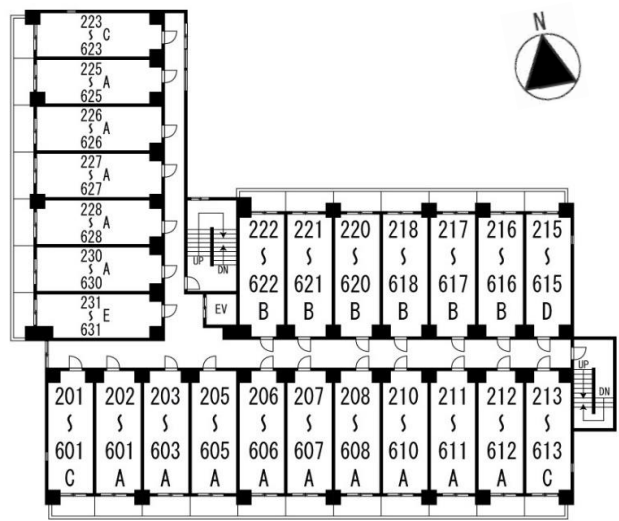 N
223
～ C
623
225
～ A
625
226
～ A
626
227
～ A
627
228
～ A
628
230
～ A
630
231
～ E
631
UP
DN
EV
222
～
622
B
221
～
621
B
220
～
620
B
218
～
618
B
217
～
617
B
216
～
616
B
215
～
615
D
UP
DN
201
～
601
C
202
～
601
A
203
～
603
A
205
～
605
A
206
～
606
A
207
～
607
A
208
～
608
A
210
～
610
A
211
～
611
A
212
～
612
A
213
～
613
C